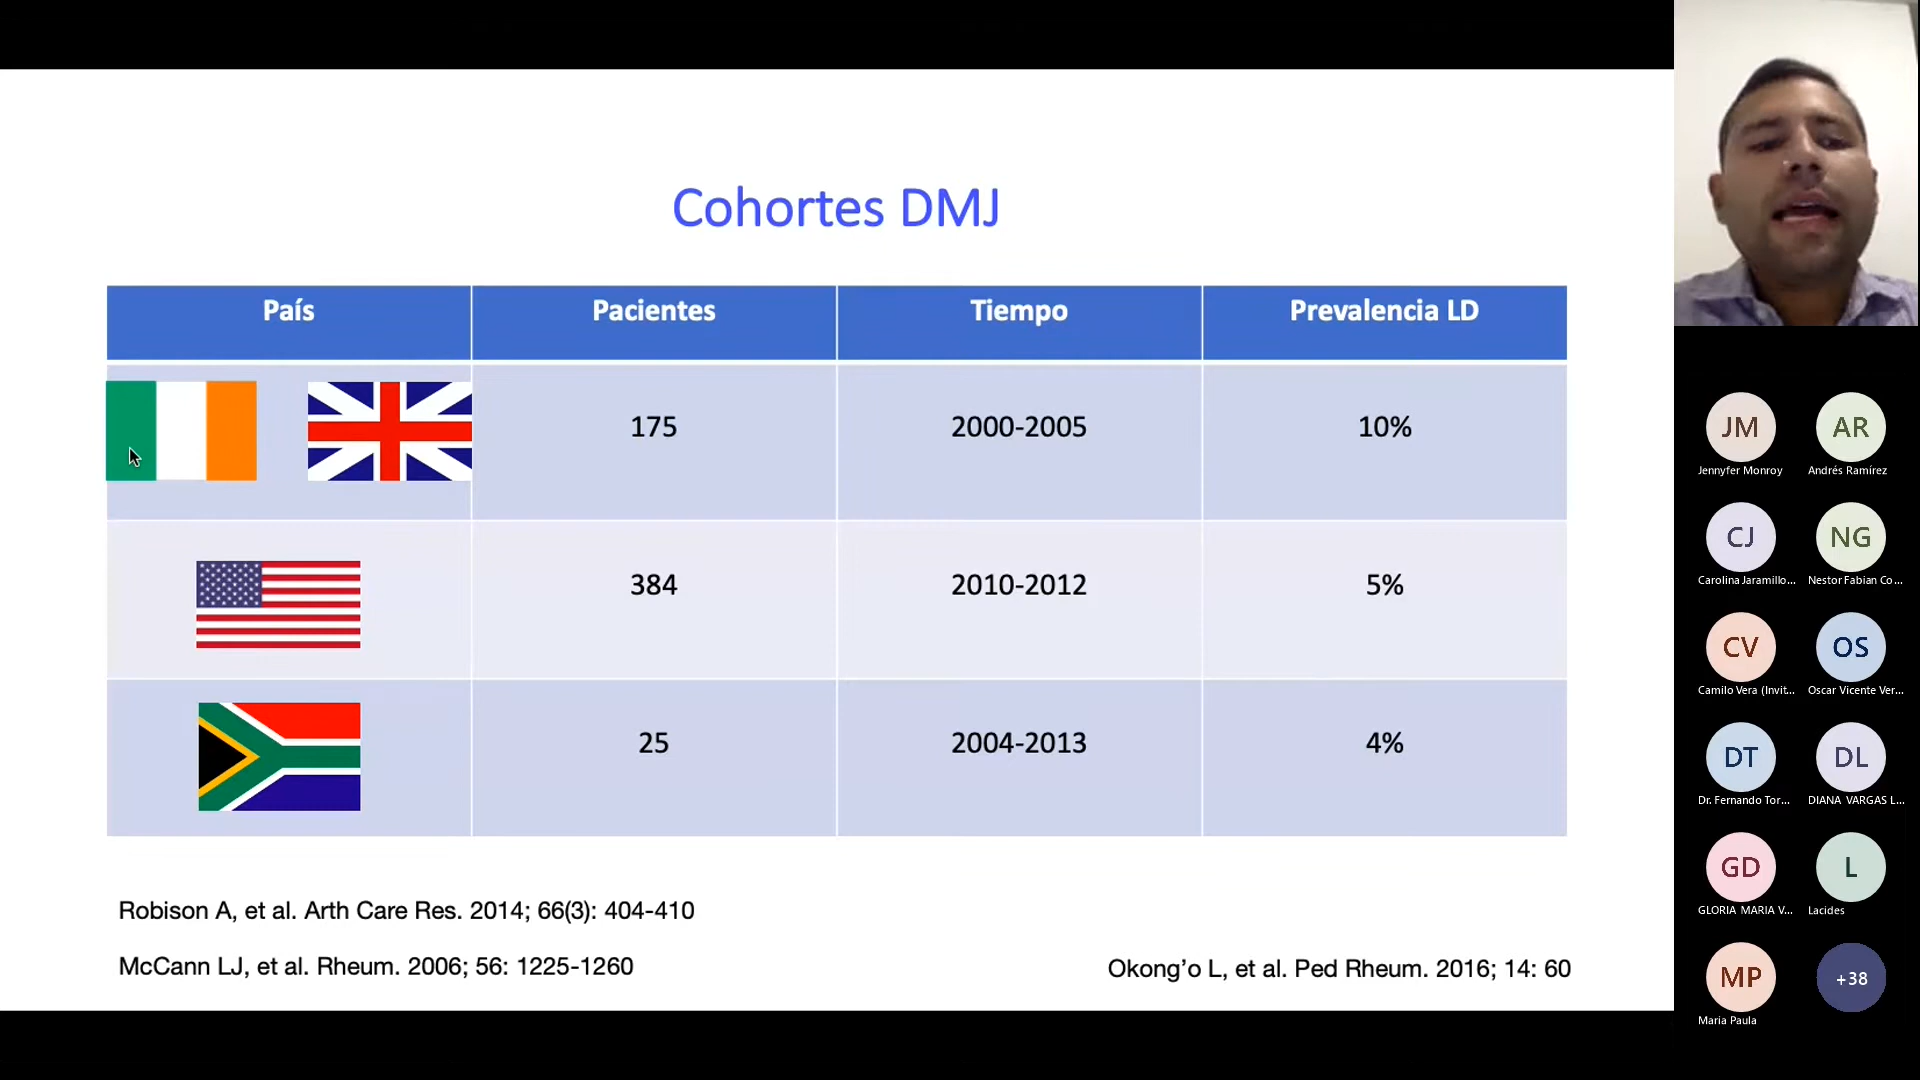 Cohortes DMJ
País Pacientes Tiempo Prevalencia LD
175 2000-2005 10%
384 2010-2012 5%
25 2004-2013 4%
Robison A, et al. Arth Care Res. 2014; 66(3): 404-410
McCann LJ, et al. Rheum. 2006; 56: 1225-1260
Okong’o L, et al. Ped Rheum. 2016; 14: 60
JM AR
Jennyfer Monroy Andrés Ramírez
CJ NG
Carolina Jaramillo... Nestor Fabian Co...
CV OS
Camilo Vera (Invit... Oscar Vicente Ver...
DT DL
Dr. Fernando Tor... DIANA VARGAS L...
GD L
GLORIA MARIA V... Lacides
MP +38
Maria Paula